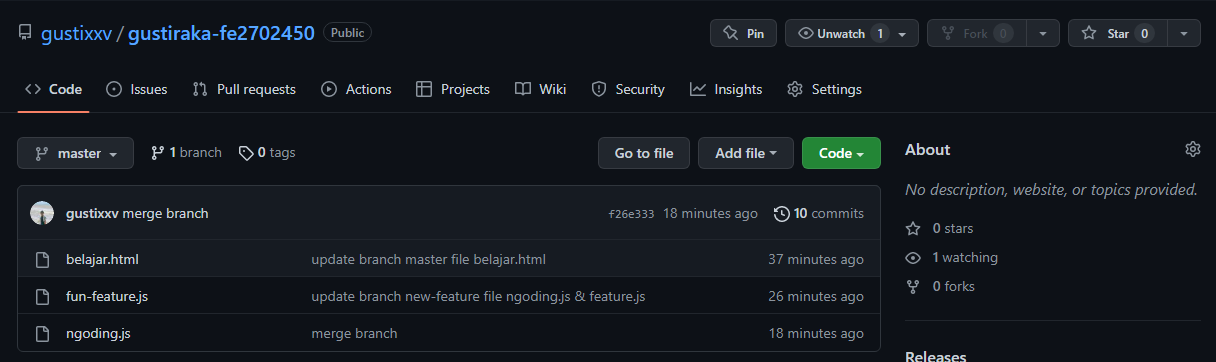 gustixxv / gustiraka-fe2702450 Public Pin Unwatch 1 Fork 0 Star 0
Code Issues Pull requests Actions Projects Wiki Security Insights Settings
master 1 branch 0 tags Go to file Add file Code
gustixxv merge branch f26e333 18 minutes ago 10 commits
belajar.html update branch master file belajar.html 37 minutes ago
fun-feature.js update branch new-feature file ngoding.js & feature.js 26 minutes ago
ngoding.js merge branch 18 minutes ago
About
No description, website, or topics provided.
0 stars
1 watching
0 forks
Releases